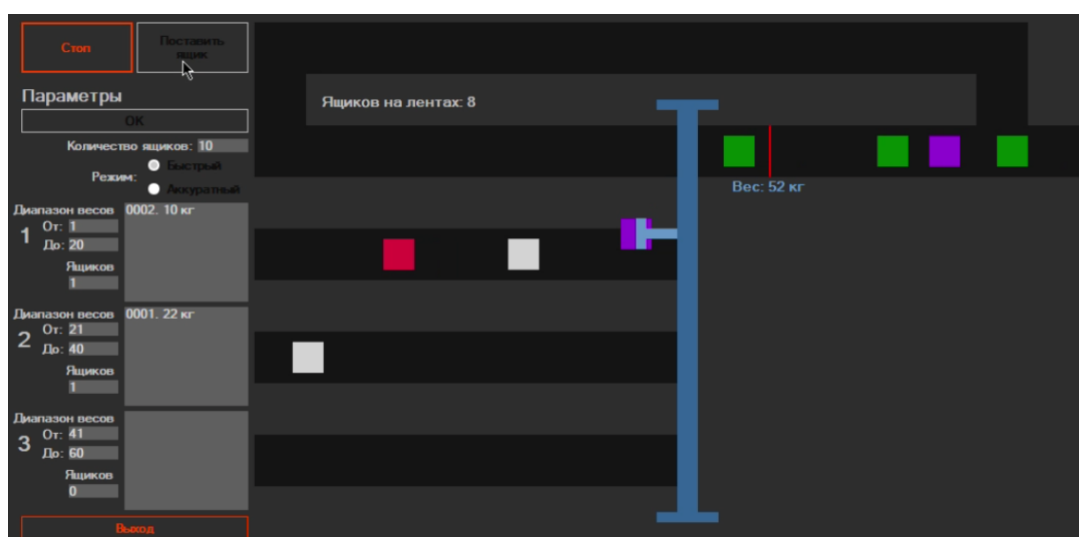 Стоп
Поставить
ящик
Параметры
OK
Количество ящиков: 10
Режим:
Быстрый
Аккуратный
Диапазон весов
1
От: 1
До: 20
Ящиков
1
0002. 10 кг
Диапазон весов
2
От: 21
До: 40
Ящиков
1
0001. 22 кг
Диапазон весов
3
От: 41
До: 60
Ящиков
0
Выход
Ящиков на лентах: 8
Вес: 52 кг